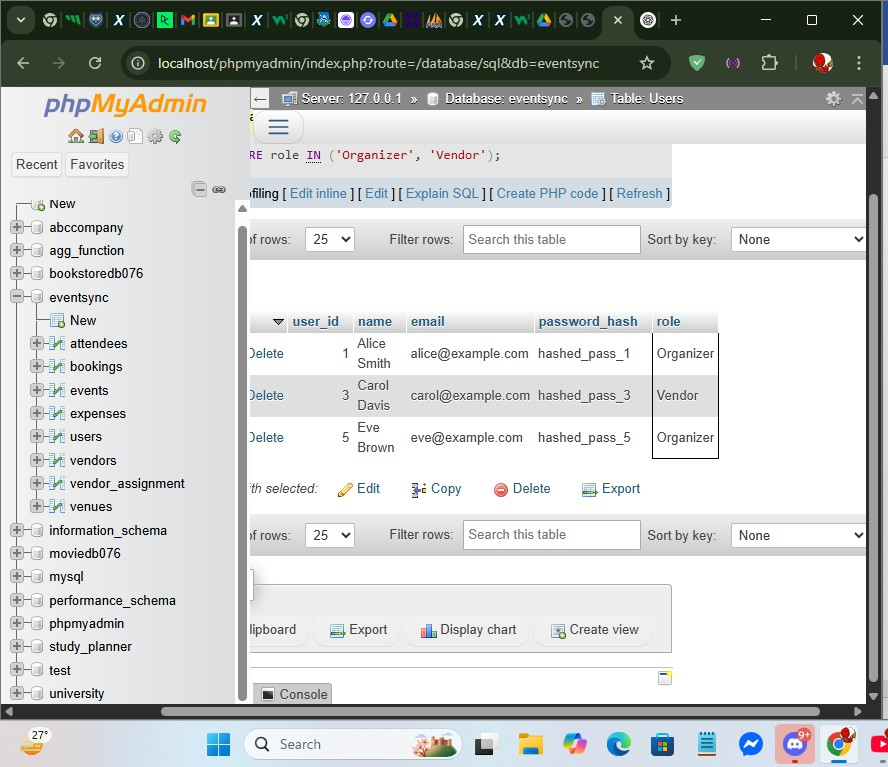 localhost/phpmyadmin/index.php?route=/database/sql&db=eventsync
phpMyAdmin
Recent
Favorites
New
abccompany
agg_function
bookstoredb076
eventsync
New
attendees
bookings
events
expenses
users
vendors
vendor_assignment
venues
information_schema
moviedb076
mysql
performance_schema
phpmyadmin
study_planner
test
university
Server: 127.0.0.1 » Database: eventsync » Table: Users
RE role IN ('Organizer', 'Vendor');
filing [ Edit inline ] [ Edit ] [ Explain SQL ] [ Create PHP code ] [ Refresh ]
of rows: 25 Filter rows: Search this table Sort by key: None
user_id name email password_hash role
Delete 1 Alice Smith alice@example.com hashed_pass_1 Organizer
Delete 3 Carol Davis carol@example.com hashed_pass_3 Vendor
Delete 5 Eve Brown eve@example.com hashed_pass_5 Organizer
ith selected: Edit Copy Delete Export
of rows: 25 Filter rows: Search this table Sort by key: None
lipboard Export Display chart Create view
Console
27°
Search
9+